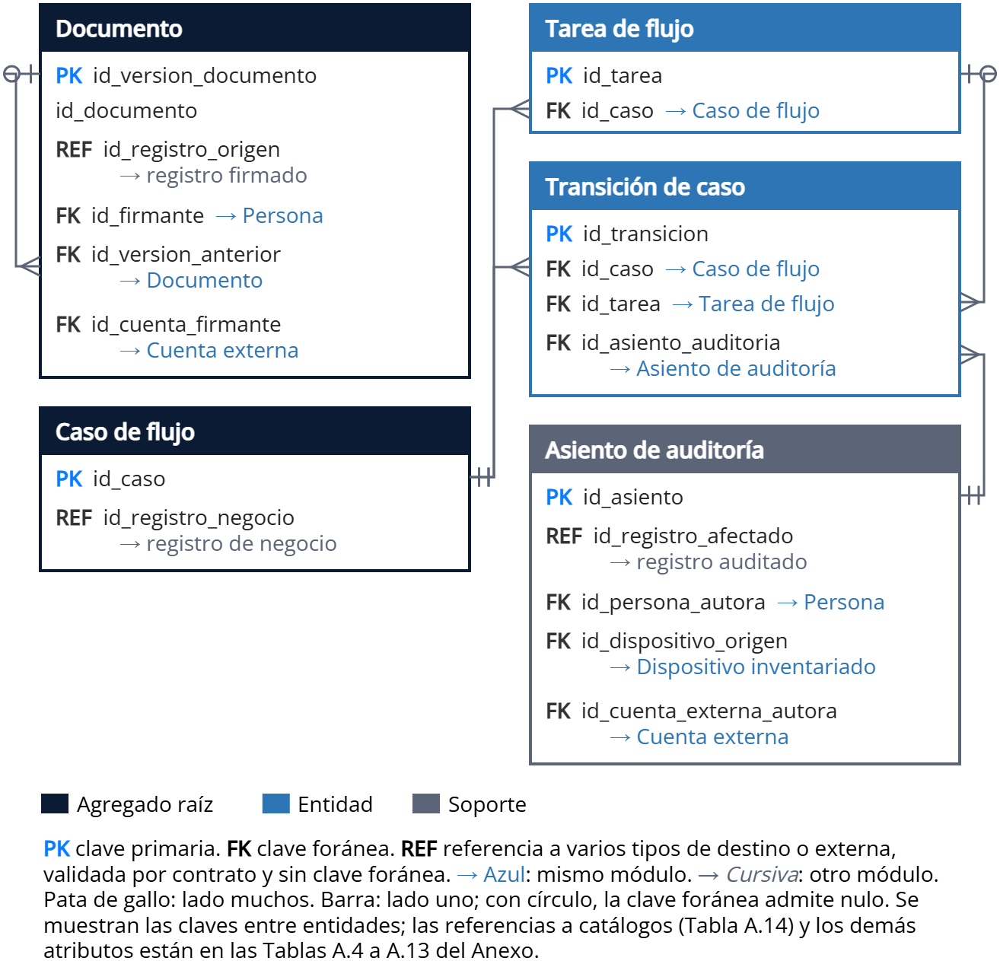 Documento
PK id_version_documento
id_documento
REF id_registro_origen
→ registro firmado
FK id_firmante → Persona
FK id_version_anterior
→ Documento
FK id_cuenta_firmante
→ Cuenta externa
Caso de flujo
PK id_caso
REF id_registro_negocio
→ registro de negocio
Tarea de flujo
PK id_tarea
FK id_caso → Caso de flujo
Transición de caso
PK id_transicion
FK id_caso → Caso de flujo
FK id_tarea → Tarea de flujo
FK id_asiento_auditoria
→ Asiento de auditoría
Asiento de auditoría
PK id_asiento
REF id_registro_afectado
→ registro auditado
FK id_persona_autora → Persona
FK id_dispositivo_origen
→ Dispositivo inventariado
FK id_cuenta_externa_autora
→ Cuenta externa
Agregado raíz Entidad Soporte
PK clave primaria. FK clave foránea. REF referencia a varios tipos de destino o externa,
validada por contrato y sin clave foránea. → Azul: mismo módulo. → Cursiva: otro módulo.
Pata de gallo: lado muchos. Barra: lado uno; con círculo, la clave foránea admite nulo. Se
muestran las claves entre entidades; las referencias a catálogos (Tabla A.14) y los demás
atributos están en las Tablas A.4 a A.13 del Anexo.